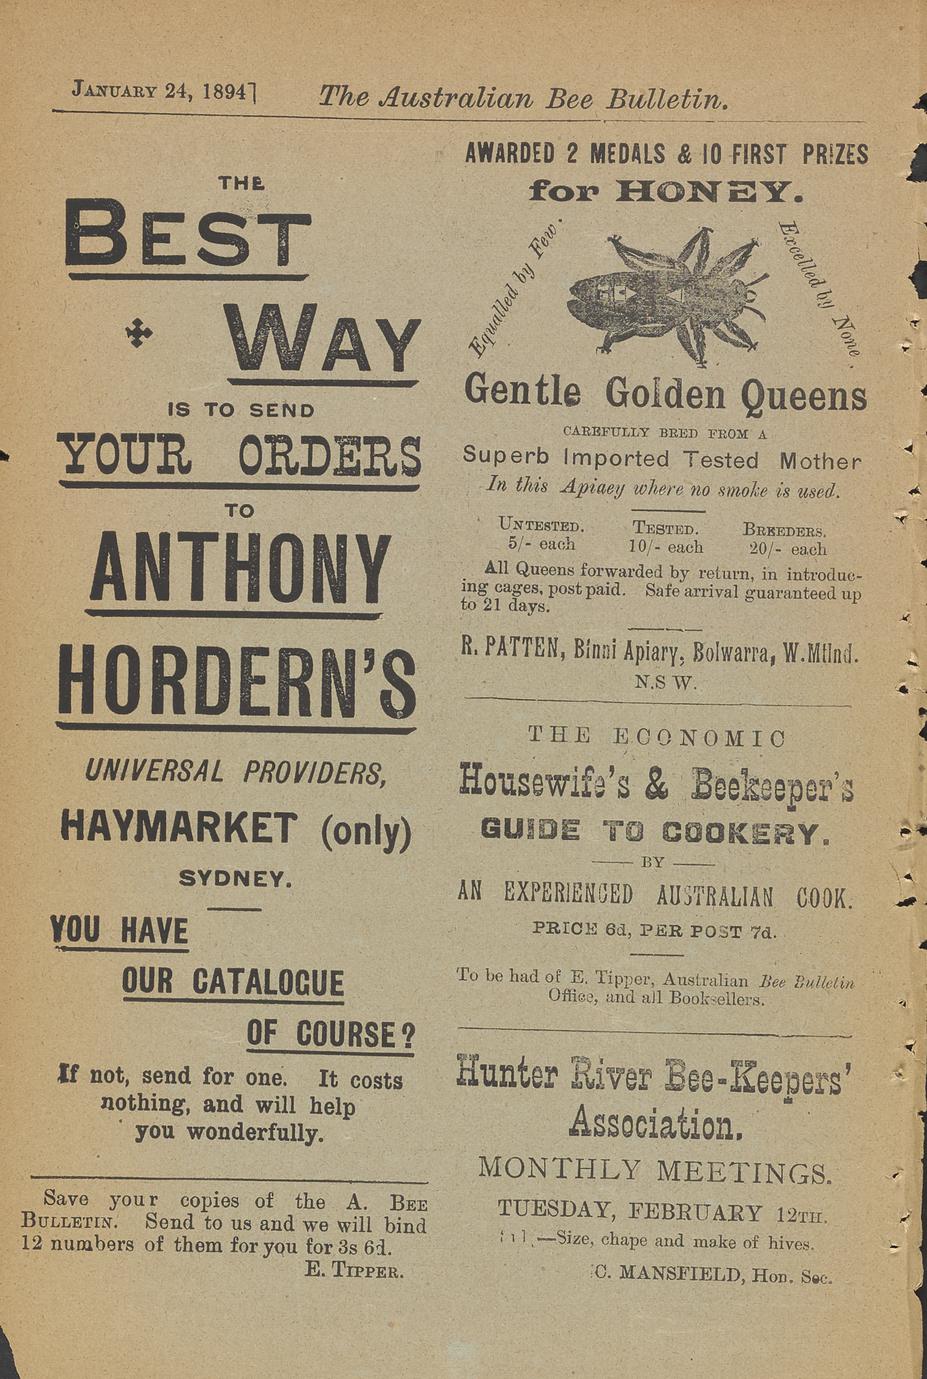 JANUARY 24, 1894]
The Australian Bee Bulletin.
THE
BEST
WAY
IS TO SEND
YOUR ORDERS
TO
ANTHONY
HORDERN'S
UNIVERSAL PROVIDERS,
HAYMARKET (only)
SYDNEY.
YOU HAVE
OUR CATALOGUE
OF COURSE?
If not, send for one. It costs
nothing, and will help
you wonderfully.
Save your copies of the A. BEE
BULLETIN. Send to us and we will bind
12 numbers of them for you for 3s 6d.
E. TIPPER.
AWARDED 2 MEDALS & 10 FIRST PRIZES
for HONEY.
Equalled by Few.
Excelled by None
Gentle Golden Queens
CAREFULLY BRED FROM A
Superb Imported Tested Mother
In this Apiaey where no smoke is used.
UNTESTED. TESTED. BREEDERS.
5/- each 10/- each 20/- each
All Queens forwarded by return, in introduc-
ing cages, post paid. Safe arrival guaranteed up
to 21 days.
R. PATTEN, Binni Apiary, Bolwarra, W. Mtlnd.
N.S W.
THE ECONOMIC
Housewife's & Beekeeper's
GUIDE TO COOKERY.
BY
AN EXPERIENCED AUSTRALIAN COOK.
PRICE 6d, PER POST 7d.
To be had of E. Tipper, Australian Bee Bulletin
Office, and all Booksellers.
Hunter River Bee-Keepers'
Association.
MONTHLY MEETINGS.
TUESDAY, FEBRUARY 12TH.
—Size, chape and make of hives.
C. MANSFIELD, Hon. Sec.